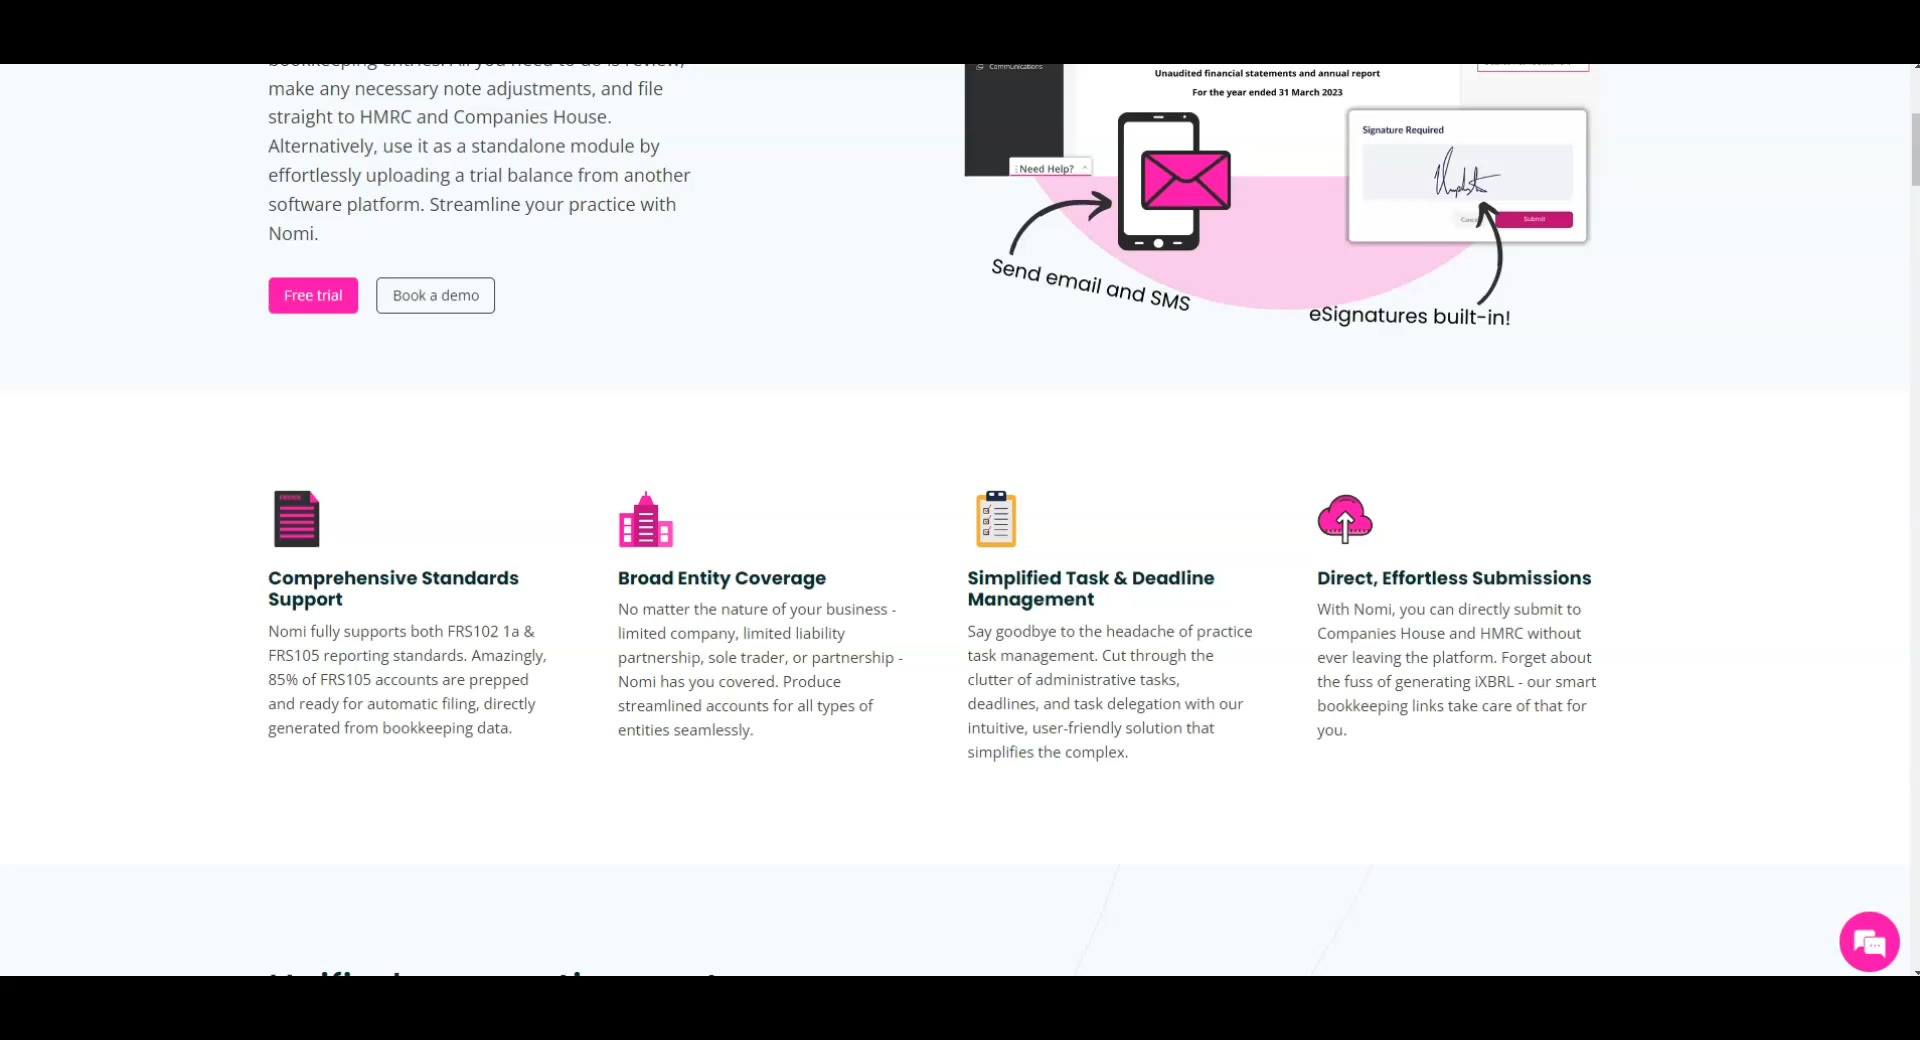 make any necessary note adjustments, and file
straight to HMRC and Companies House.
Alternatively, use it as a standalone module by
effortlessly uploading a trial balance from another
software platform. Streamline your practice with
Nomi.
Free trial
Book a demo
Communications
Unaudited financial statements and annual report
For the year ended 31 March 2023
Need Help?
Signature Required
Submit
Send email and SMS
eSignatures built-in!
Comprehensive Standards
Support
Nomi fully supports both FRS102 1a &
FRS105 reporting standards. Amazingly,
85% of FRS105 accounts are prepped
and ready for automatic filing, directly
generated from bookkeeping data.
Broad Entity Coverage
No matter the nature of your business -
limited company, limited liability
partnership, sole trader, or partnership -
Nomi has you covered. Produce
streamlined accounts for all types of
entities seamlessly.
Simplified Task & Deadline
Management
Say goodbye to the headache of practice
task management. Cut through the
clutter of administrative tasks,
deadlines, and task delegation with our
intuitive, user-friendly solution that
simplifies the complex.
Direct, Effortless Submissions
With Nomi, you can directly submit to
Companies House and HMRC without
ever leaving the platform. Forget about
the fuss of generating iXBRL - our smart
bookkeeping links take care of that for
you.